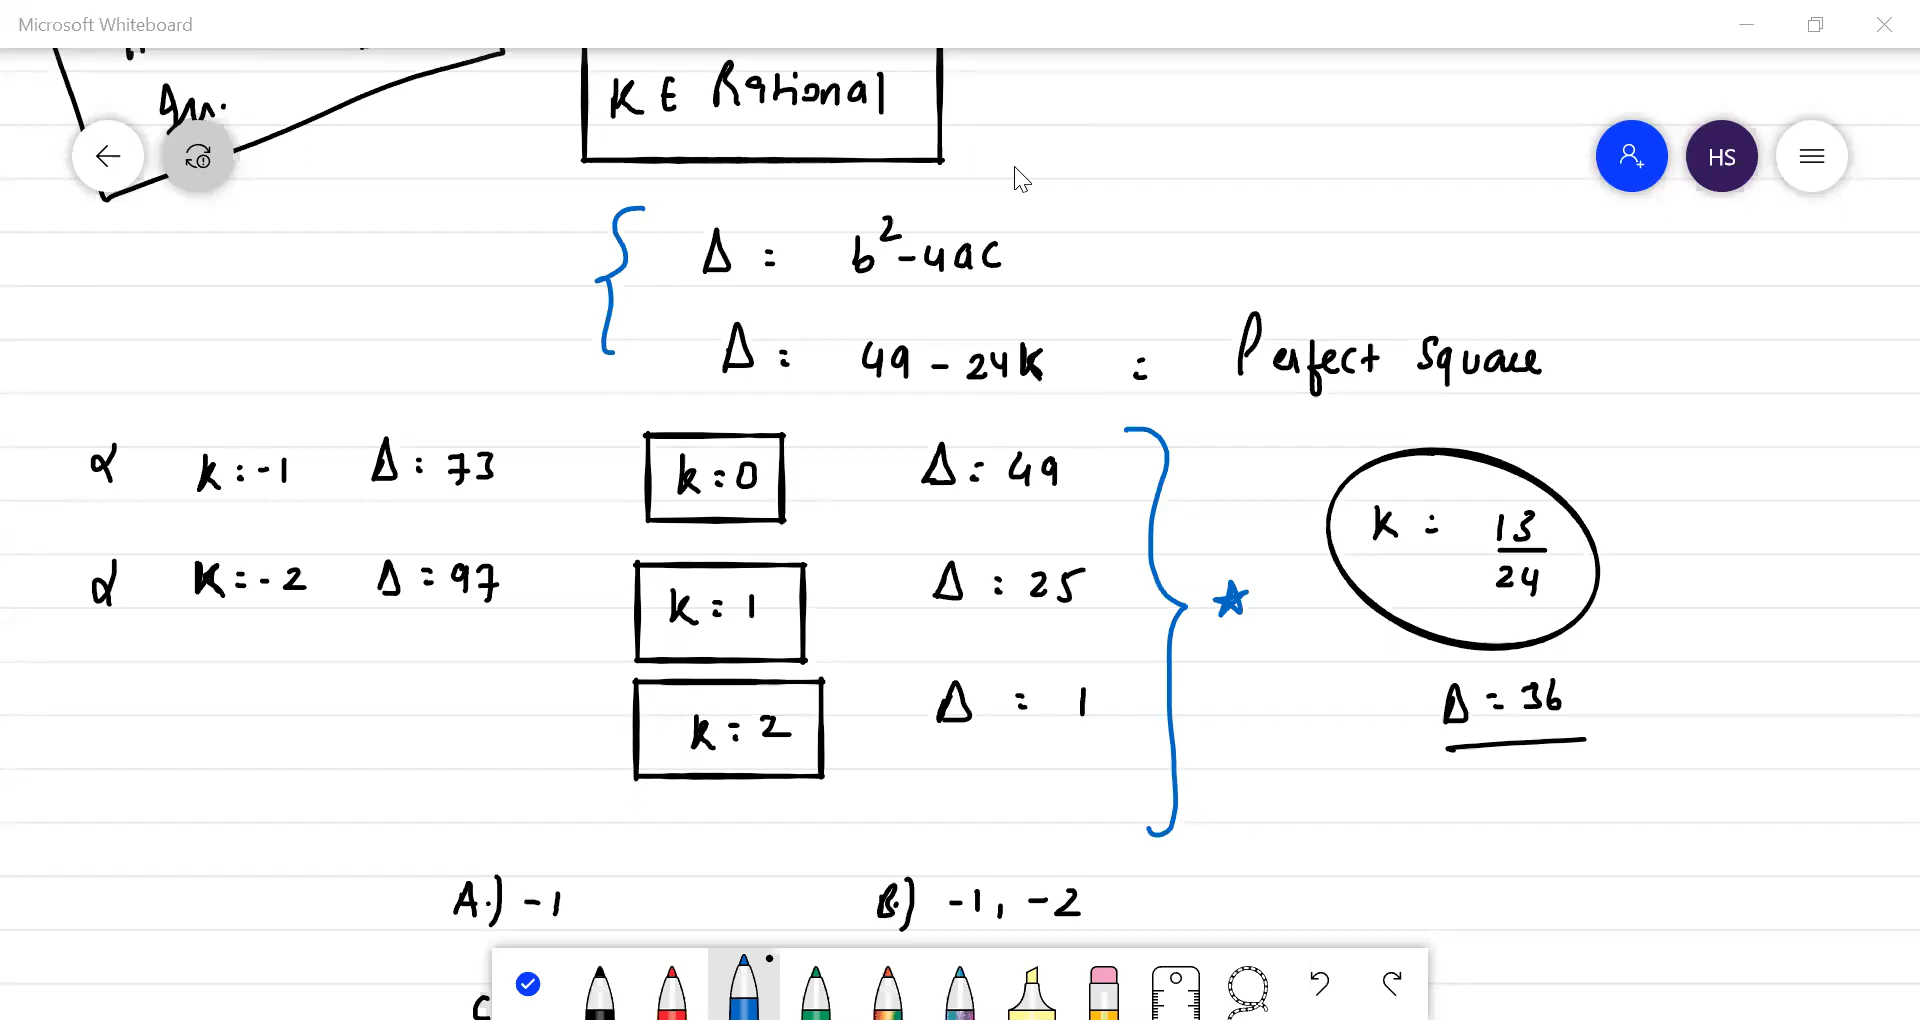 Microsoft Whiteboard
K ∈ Rational
Ans.
HS
Δ = b²-4ac
Δ = 49 - 24K = Perfect Square
α k = -1 Δ = 73 k = 0 Δ = 49
K = 13/24
α K = -2 Δ = 97 k = 1 Δ = 25
k = 2 Δ = 1 Δ = 36
A.) -1 B.) -1, -2